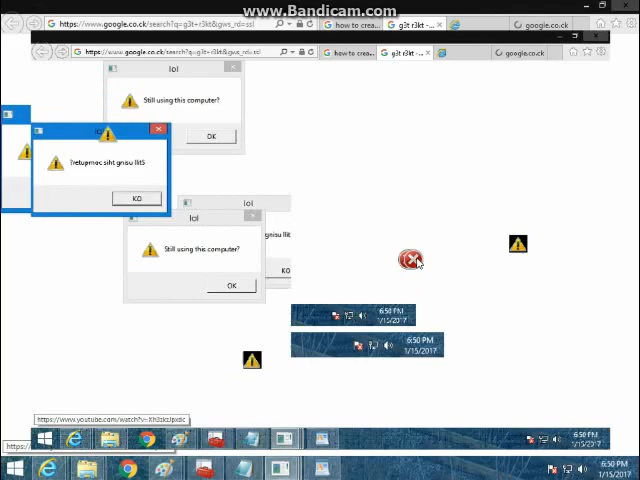 www.Bandicam.com
https://www.google.co.ck/search?q=g3t+r3kt&gws_rd=ssl
how to crea...
g3t r3kt -...
google.co.ck
https://www.google.co.ck/search?q=g3t+r3kt&gws_rd=ssl
how to crea...
g3t r3kt -...
google.co.ck
lol
Still using this computer?
OK
?retupmoc siht gnisu llitS
KO
lol
lol
Still using this computer?
gnisu llitS
OK
KO
6:50 PM
1/15/2017
6:50 PM
1/15/2017
https://www.youtube.com/watch?v=
https:/
6:50 PM
1/15/2017
6:50 PM
1/15/2017